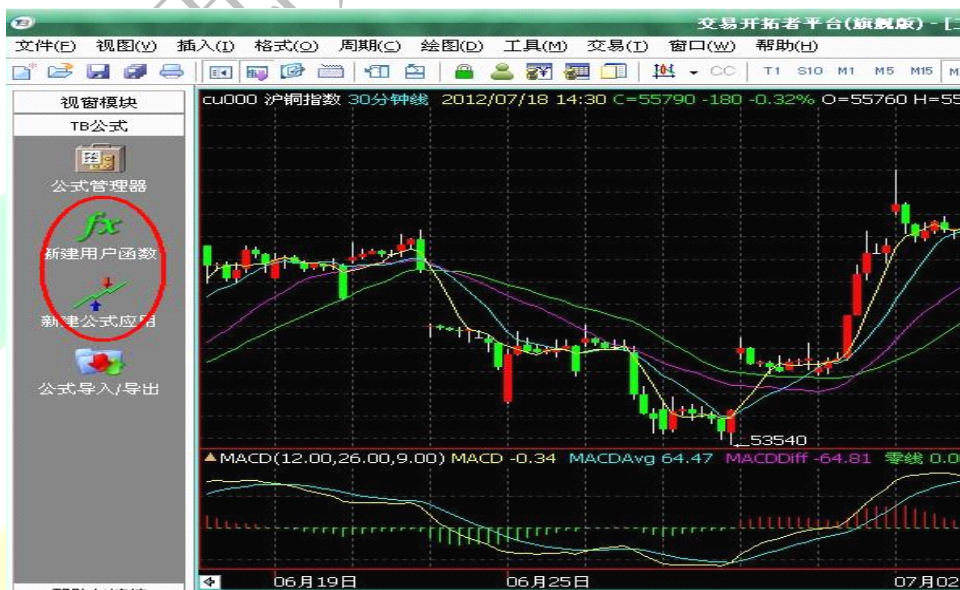 交易开拓者平台(旗舰版) - [
文件(F) 视图(V) 插入(I) 格式(O) 周期(C) 绘图(D) 工具(M) 交易(T) 窗口(W) 帮助(H)
CC T1 S10 M1 M5 M15 M
视窗模块
TB公式
公式管理器
新建用户函数
新建公式应用
公式导入/导出
cu000 沪铜指数 30分钟线 2012/07/18 14:30 C=55790 -180 -0.32% O=55760 H=55
53540
MACD(12.00,26.00,9.00) MACD -0.34 MACDAvg 64.47 MACDDiff -64.81 零线 0.0
06月19日 06月25日 07月02